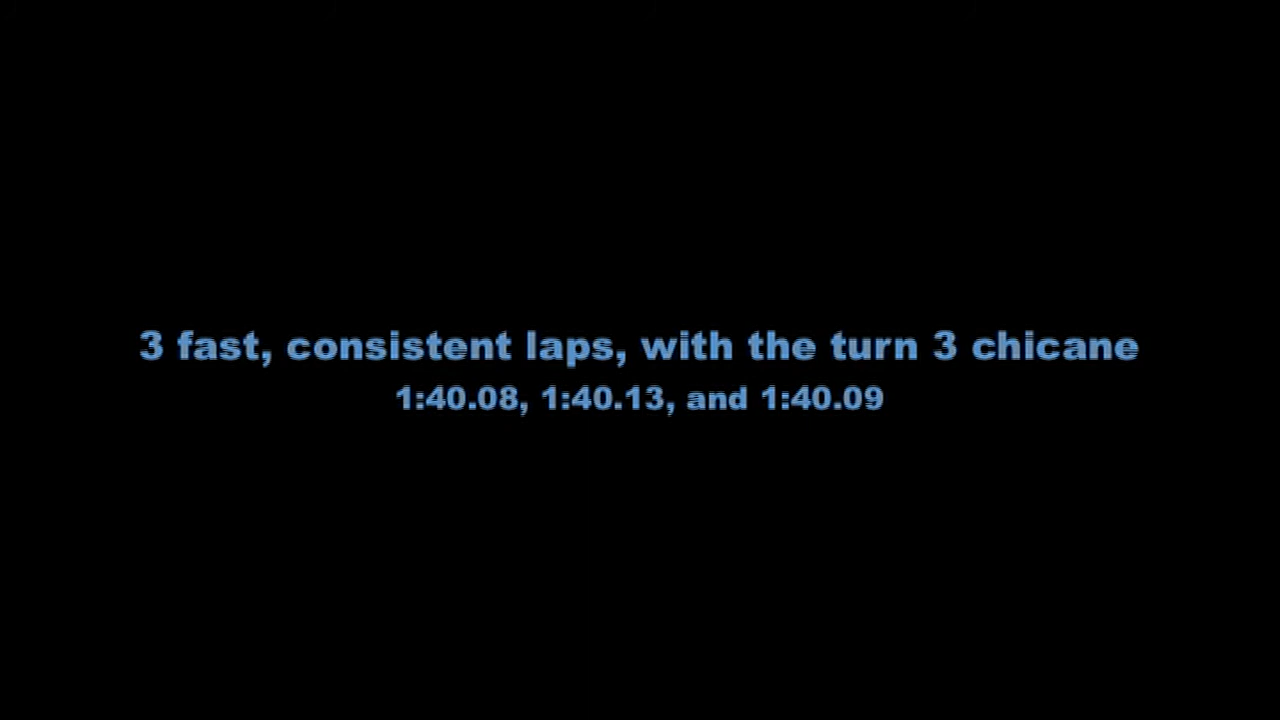 3 fast, consistent laps, with the turn 3 chicane
1:40.08, 1:40.13, and 1:40.09